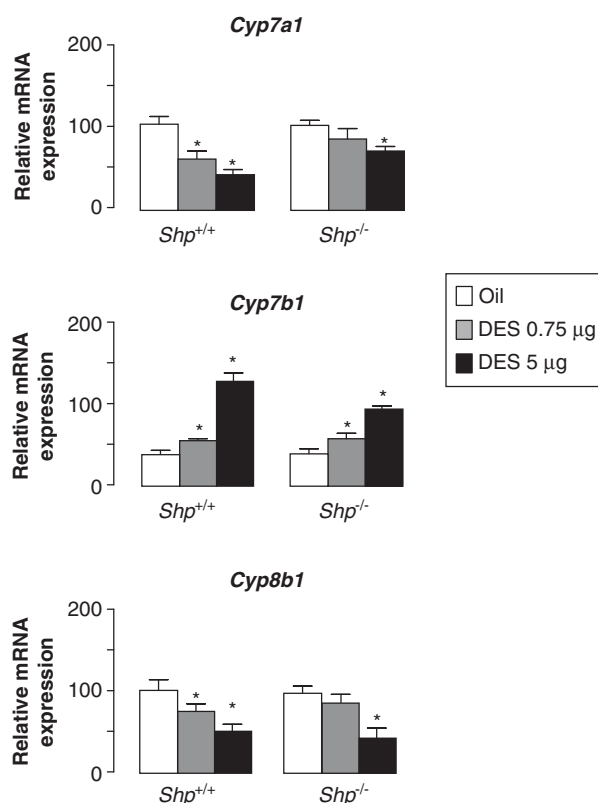 Cyp7a1
Relative mRNA
expression
200
100
0
* * *
Shp+/+ Shp-/-
Cyp7b1
Relative mRNA
expression
200
100
0
* * * *
Shp+/+ Shp-/-
Oil
DES 0.75 μg
DES 5 μg
Cyp8b1
Relative mRNA
expression
200
100
0
* * *
Shp+/+ Shp-/-